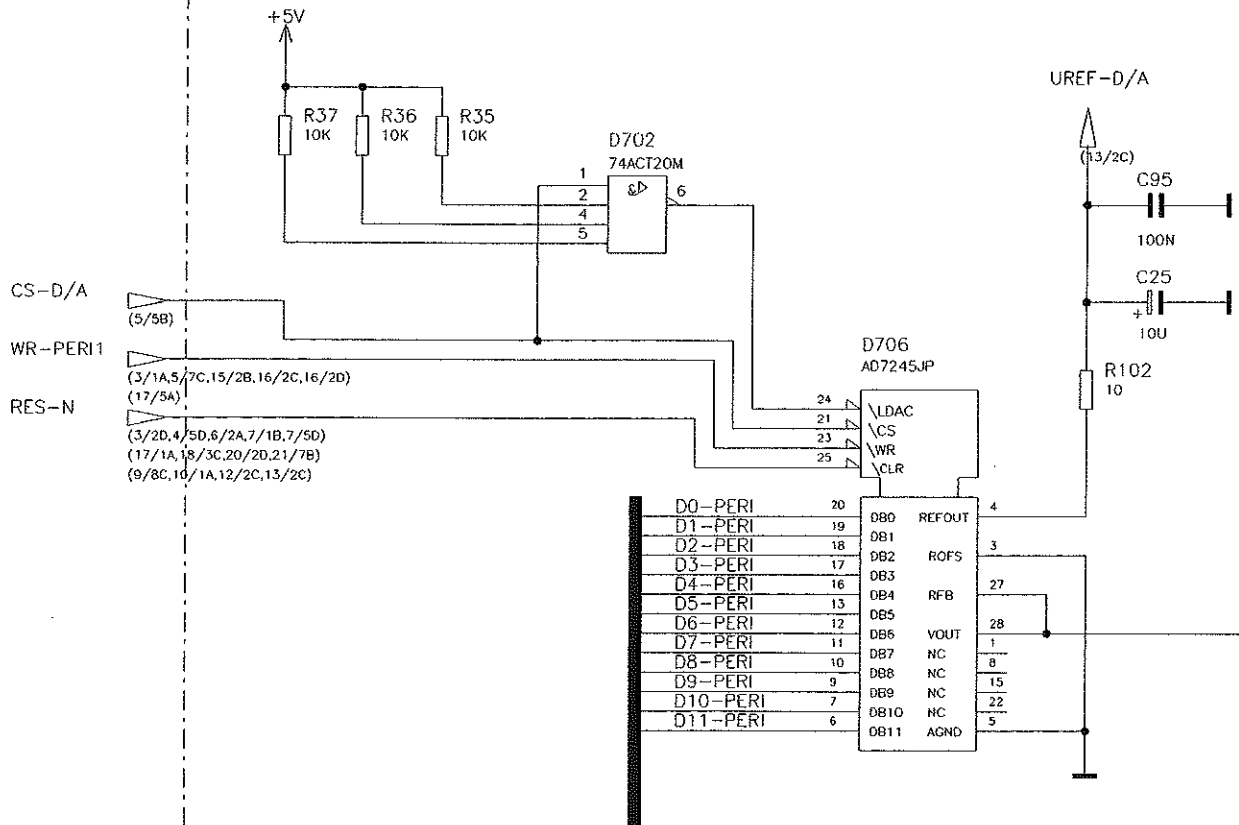 +5V
UREF-D/A
(13/2C)
R37
10K
R36
10K
R35
10K
D702
74ACT20M
1
2
4
5
&
6
C95
100N
C25
+
10U
CS-D/A
(5/5B)
WR-PERI1
(3/1A,5/7C,15/2B,16/2C,16/2D)
(17/5A)
RES-N
(3/2D,4/5D,6/2A,7/1B,7/5D)
(17/1A,18/3C,20/2D,21/7B)
(9/8C,10/1A,12/2C,13/2C)
D706
AD7245JP
R102
10
24 \LDAC
21 \CS
23 \WR
25 \CLR
D0-PERI 20 DB0 REFOUT 4
D1-PERI 19 DB1
D2-PERI 18 DB2 ROFS 3
D3-PERI 17 DB3
D4-PERI 16 DB4 RFB 27
D5-PERI 13 DB5
D6-PERI 12 DB6 VOUT 28
D7-PERI 11 DB7 NC 1
D8-PERI 10 DB8 NC 8
D9-PERI 9 DB9 NC 15
D10-PERI 7 DB10 NC 22
D11-PERI 6 DB11 AGND 5